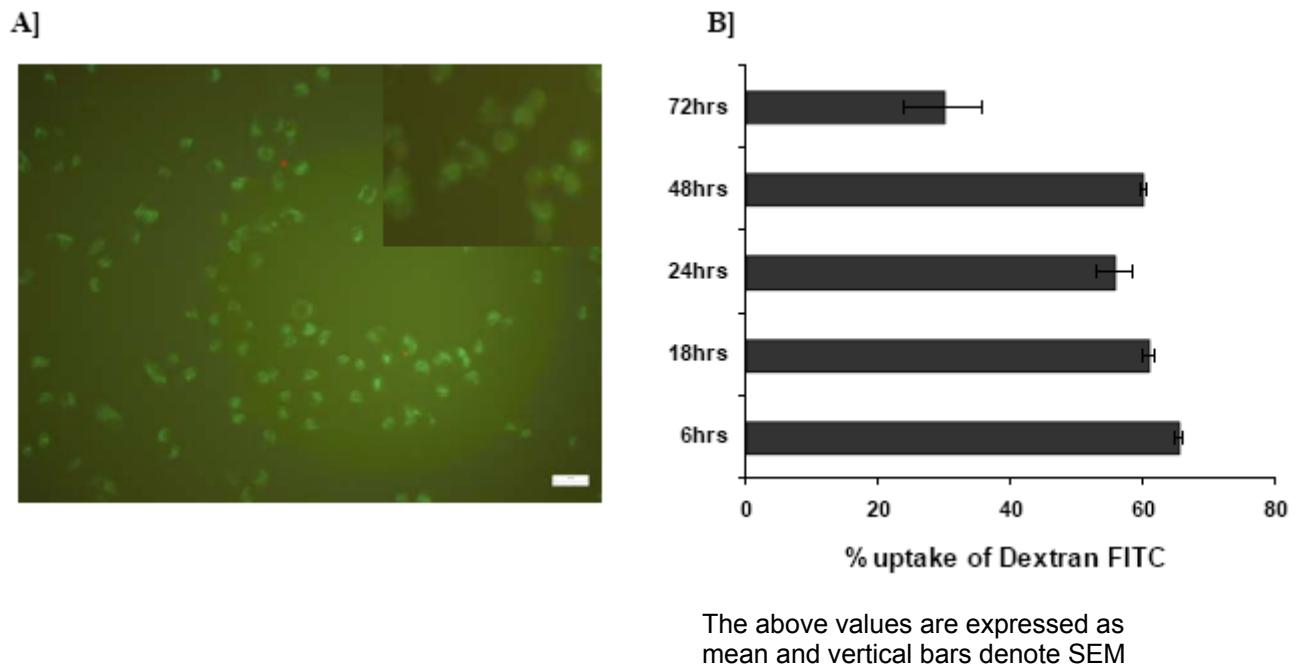 A]
B]
72hrs
48hrs
24hrs
18hrs
6hrs
0 20 40 60 80
% uptake of Dextran FITC
The above values are expressed as
mean and vertical bars denote SEM